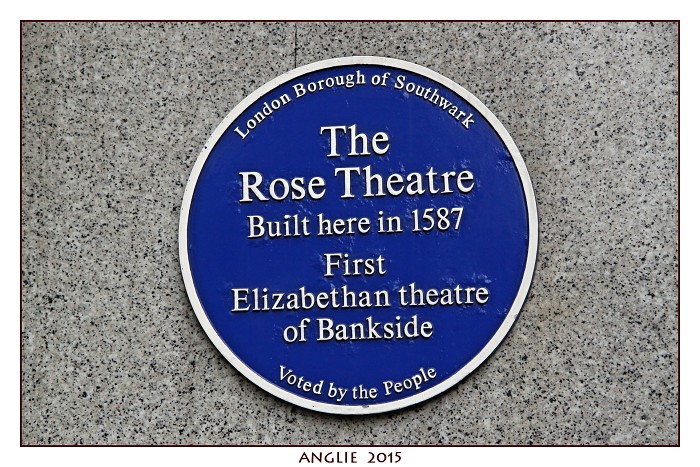 London Borough of Southwark
The
Rose Theatre
Built here in 1587
First
Elizabethan theatre
of Bankside
Voted by the People
ANGLIE 2015